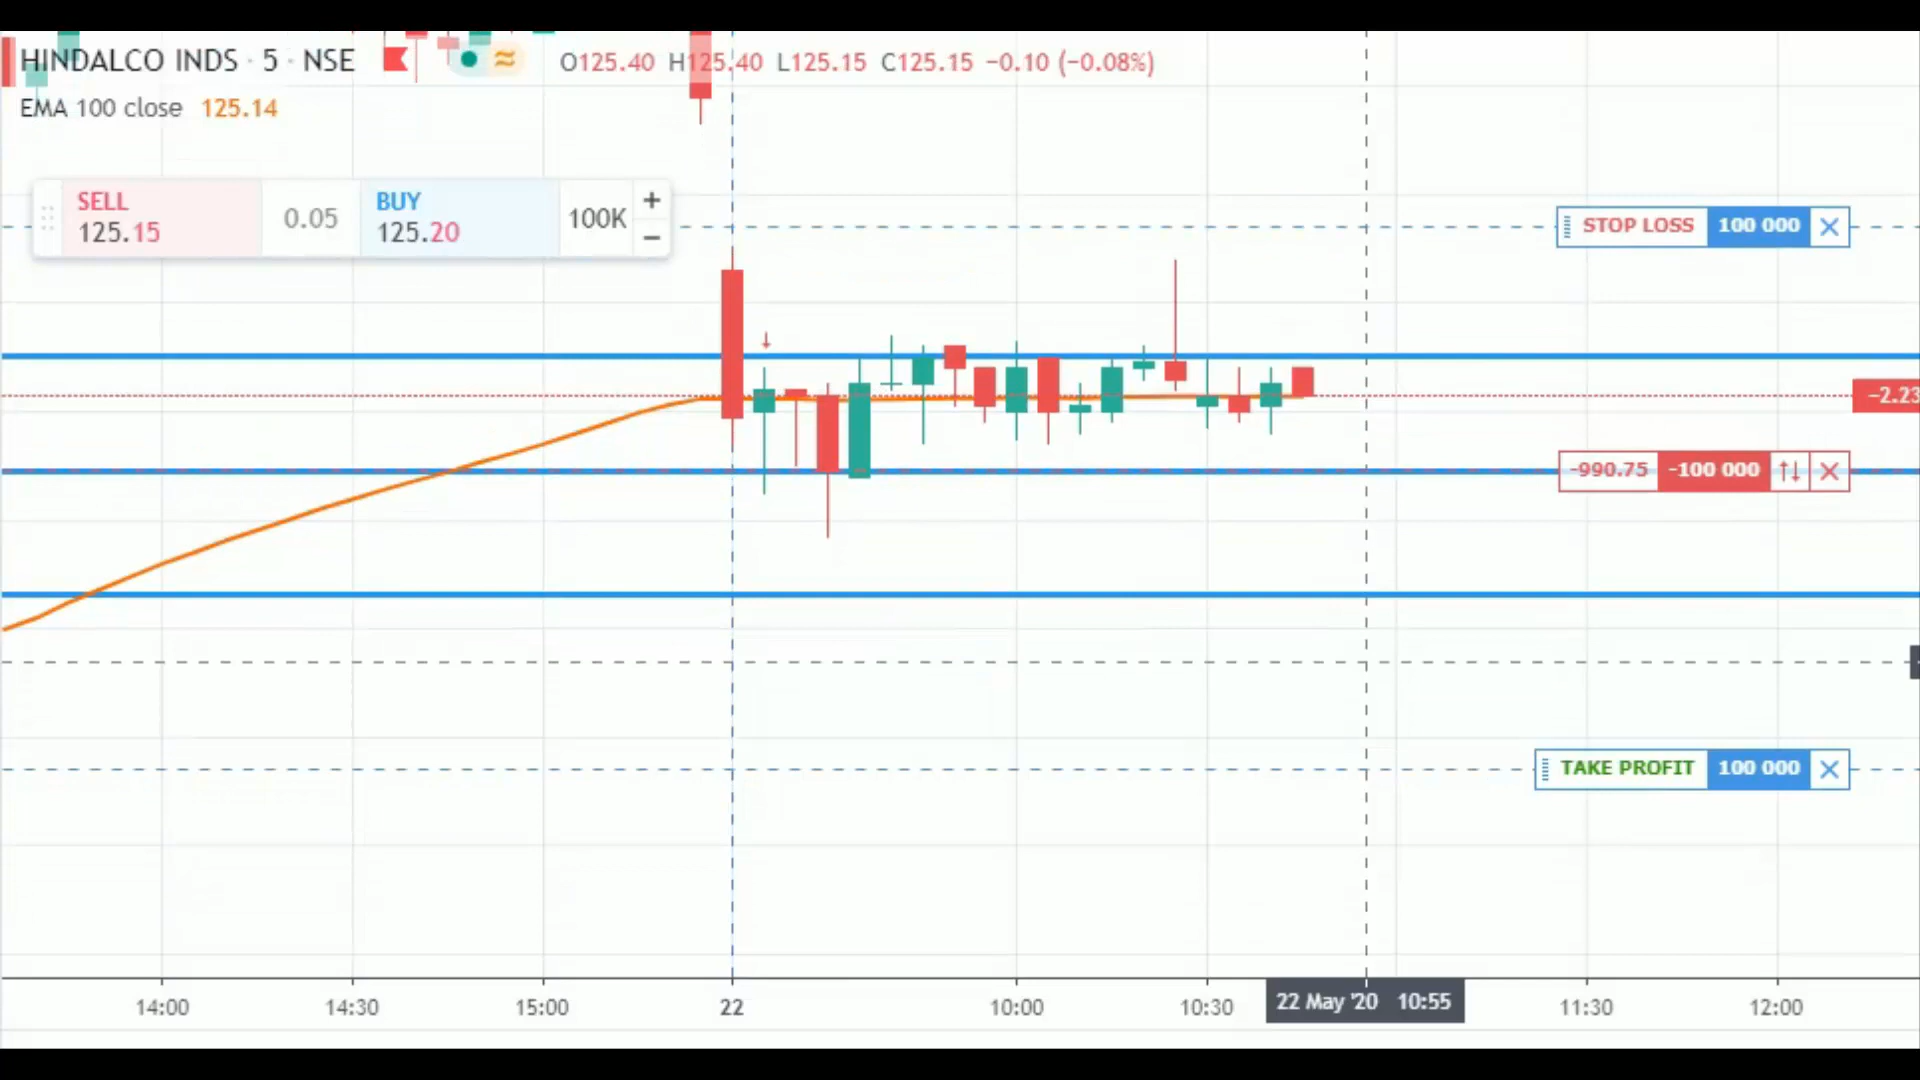 HINDALCO INDS · 5 · NSE O125.40 H125.40 L125.15 C125.15 −0.10 (−0.08%)
EMA 100 close 125.14
SELL 125.15
0.05
BUY 125.20
100K + −
STOP LOSS 100 000
−2.23
-990.75 -100 000
TAKE PROFIT 100 000
14:00 14:30 15:00 22 10:00 10:30 22 May '20 10:55 11:30 12:00